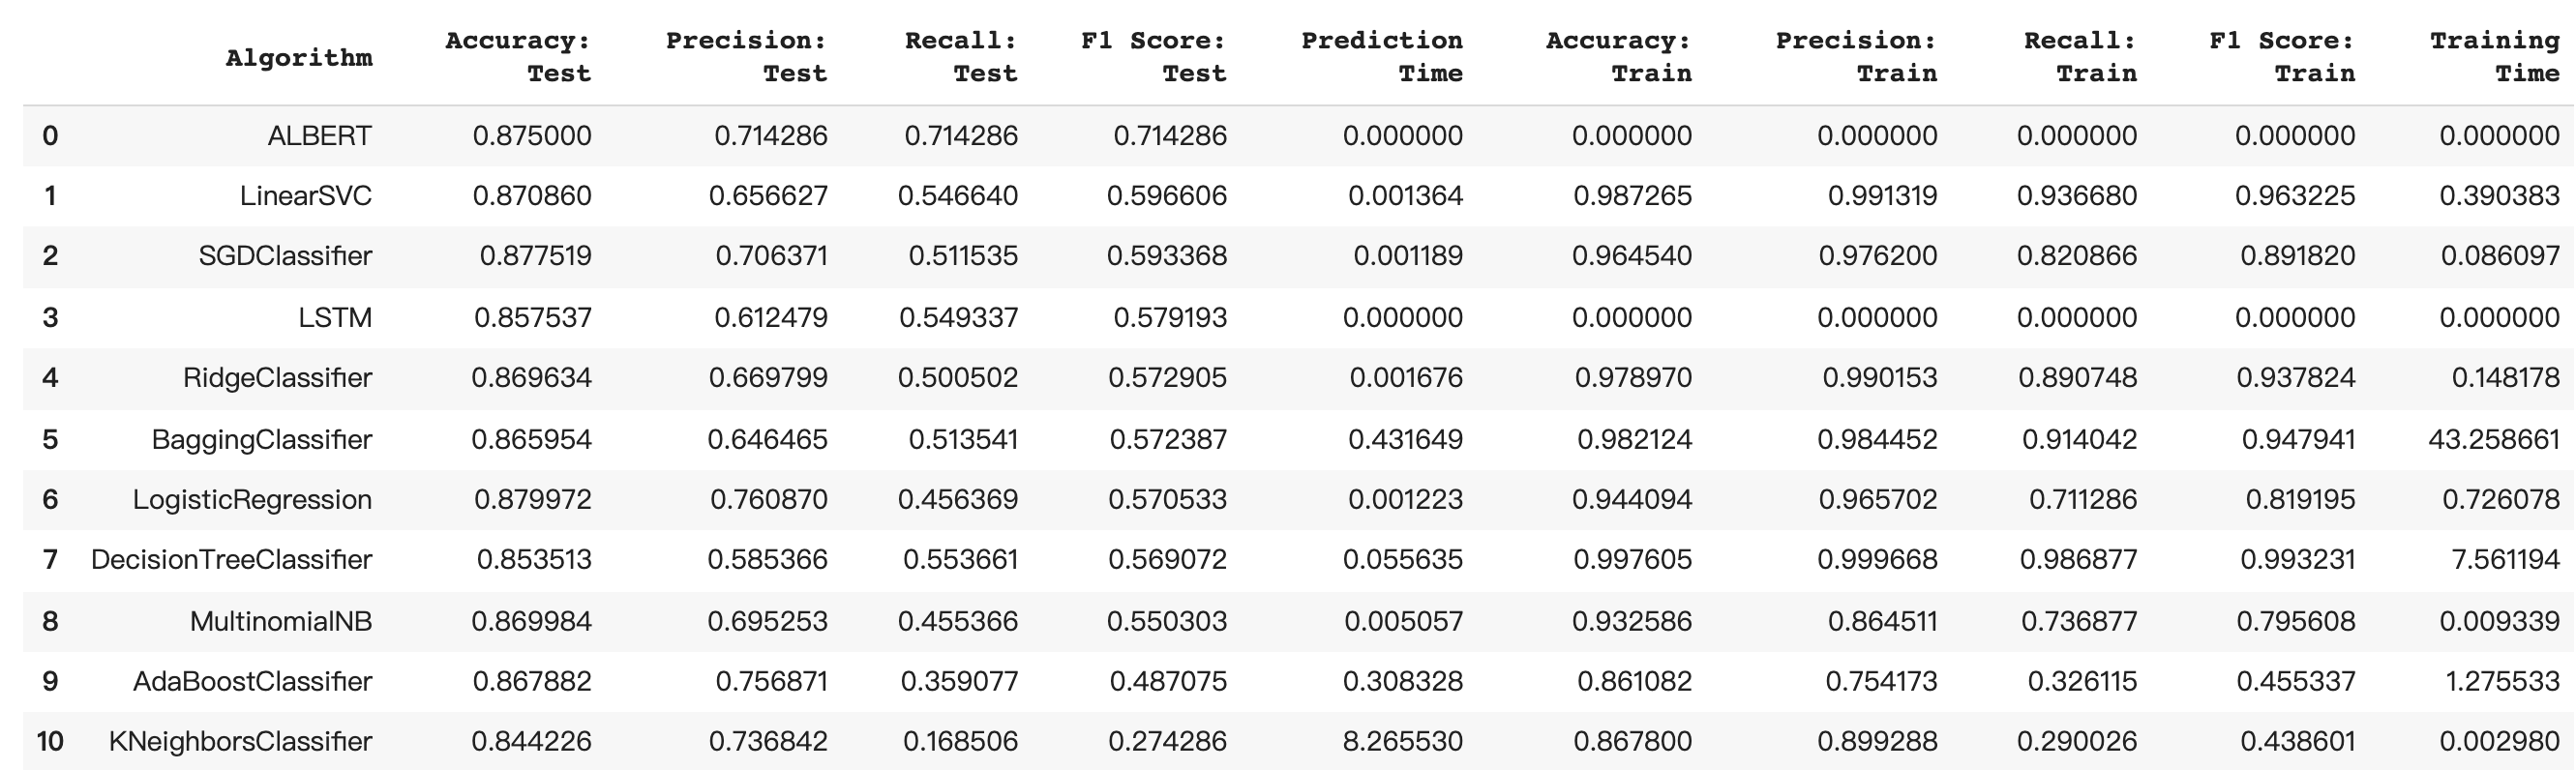 Algorithm Accuracy: Test Precision: Test Recall: Test F1 Score: Test Prediction Time Accuracy: Train Precision: Train Recall: Train F1 Score: Train Training Time
0 ALBERT 0.875000 0.714286 0.714286 0.714286 0.000000 0.000000 0.000000 0.000000 0.000000 0.000000
1 LinearSVC 0.870860 0.656627 0.546640 0.596606 0.001364 0.987265 0.991319 0.936680 0.963225 0.390383
2 SGDClassifier 0.877519 0.706371 0.511535 0.593368 0.001189 0.964540 0.976200 0.820866 0.891820 0.086097
3 LSTM 0.857537 0.612479 0.549337 0.579193 0.000000 0.000000 0.000000 0.000000 0.000000 0.000000
4 RidgeClassifier 0.869634 0.669799 0.500502 0.572905 0.001676 0.978970 0.990153 0.890748 0.937824 0.148178
5 BaggingClassifier 0.865954 0.646465 0.513541 0.572387 0.431649 0.982124 0.984452 0.914042 0.947941 43.258661
6 LogisticRegression 0.879972 0.760870 0.456369 0.570533 0.001223 0.944094 0.965702 0.711286 0.819195 0.726078
7 DecisionTreeClassifier 0.853513 0.585366 0.553661 0.569072 0.055635 0.997605 0.999668 0.986877 0.993231 7.561194
8 MultinomialNB 0.869984 0.695253 0.455366 0.550303 0.005057 0.932586 0.864511 0.736877 0.795608 0.009339
9 AdaBoostClassifier 0.867882 0.756871 0.359077 0.487075 0.308328 0.861082 0.754173 0.326115 0.455337 1.275533
10 KNeighborsClassifier 0.844226 0.736842 0.168506 0.274286 8.265530 0.867800 0.899288 0.290026 0.438601 0.002980